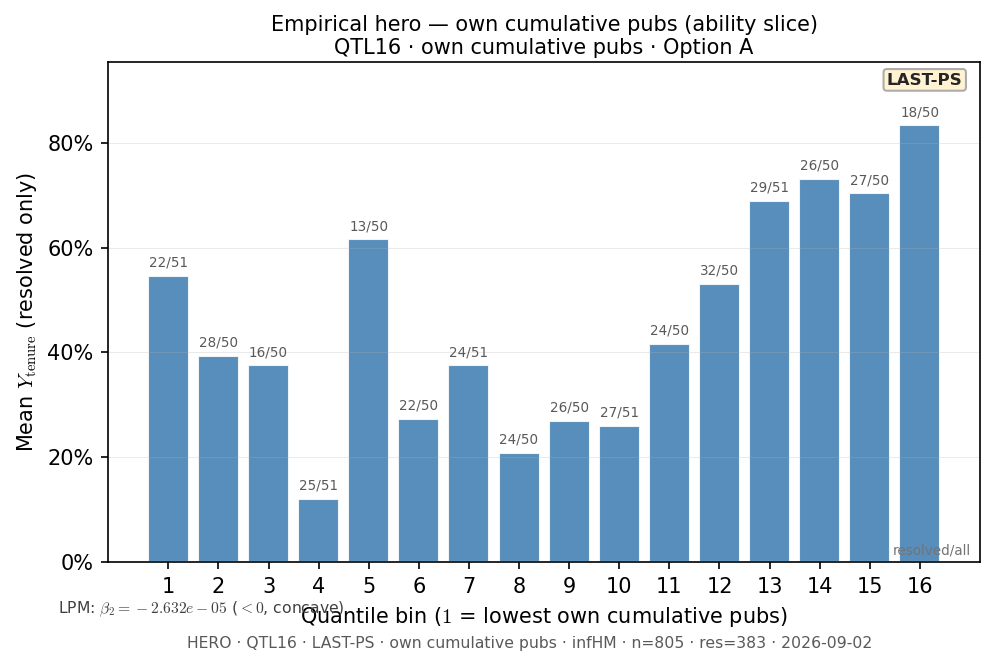 Empirical hero — own cumulative pubs (ability slice)
QTL16 · own cumulative pubs · Option A
LAST-PS
Mean Y_tenure (resolved only)
80%
60%
40%
20%
0%
22/51
28/50
16/50
25/51
13/50
22/50
24/51
24/50
26/50
27/51
24/50
32/50
29/51
26/50
27/50
18/50
resolved/all
1 2 3 4 5 6 7 8 9 10 11 12 13 14 15 16
LPM: β₂ = −2.632e − 05 (<0, concave)
Quantile bin (1 = lowest own cumulative pubs)
HERO · QTL16 · LAST-PS · own cumulative pubs · infHM · n=805 · res=383 · 2026-09-02